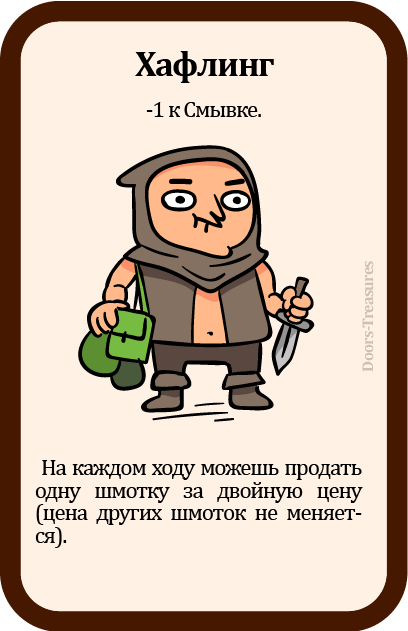 Хафлинг
-1 к Смывке.
Doors-Treasures
На каждом ходу можешь продать
одну шмотку за двойную цену
(цена других шмоток не меняет-
ся).